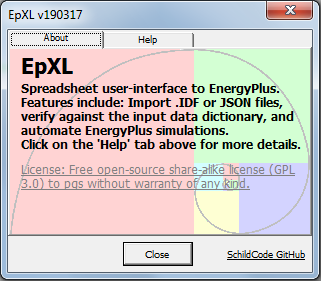 EpXL v190317
About
Help
EpXL
Spreadsheet user-interface to EnergyPlus.
Features include: Import .IDF or JSON files,
verify against the input data dictionary, and
automate EnergyPlus simulations.
Click on the 'Help' tab above for more details.
License: Free open-source share-alike license (GPL
3.0) to pgs without warranty of any kind.
Close
SchildCode GitHub